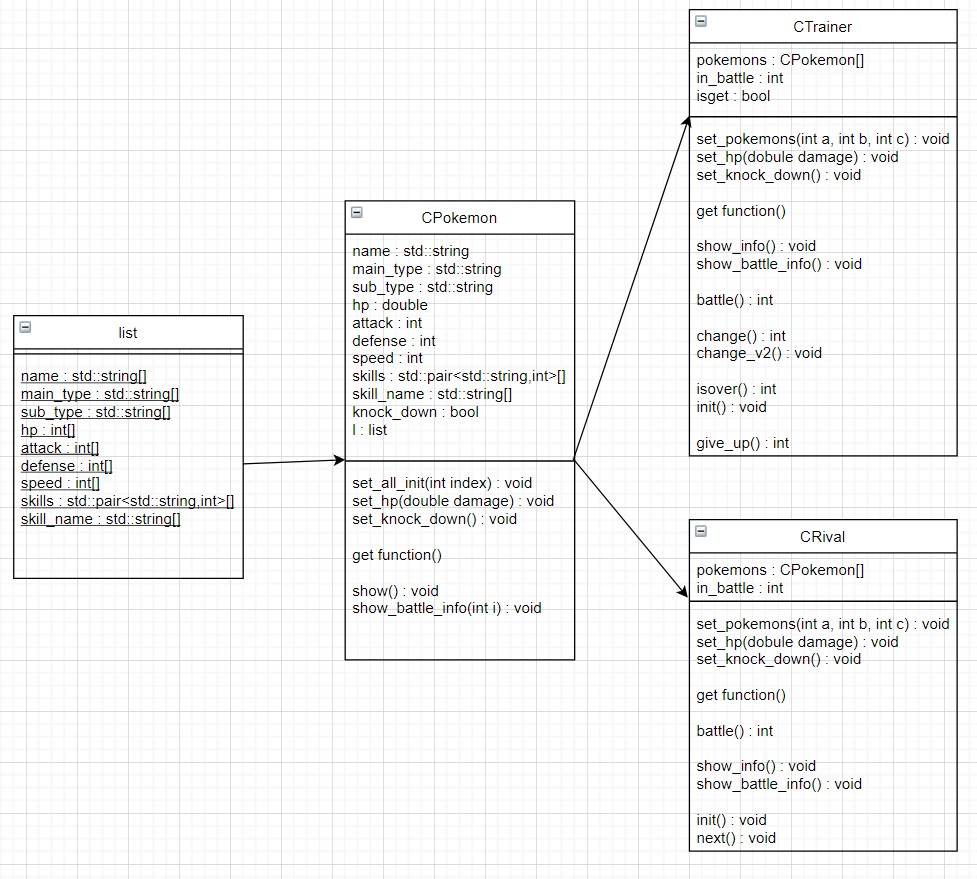 list
name : std::string[]
main_type : std::string[]
sub_type : std::string[]
hp : int[]
attack : int[]
defense : int[]
speed : int[]
skills : std::pair<std::string,int>[]
skill_name : std::string[]
CPokemon
name : std::string
main_type : std::string
sub_type : std::string
hp : double
attack : int
defense : int
speed : int
skills : std::pair<std::string,int>[]
skill_name : std::string[]
knock_down : bool
l : list
set_all_init(int index) : void
set_hp(double damage) : void
set_knock_down() : void
get function()
show() : void
show_battle_info(int i) : void
CTrainer
pokemons : CPokemon[]
in_battle : int
isget : bool
set_pokemons(int a, int b, int c) : void
set_hp(dobule damage) : void
set_knock_down() : void
get function()
show_info() : void
show_battle_info() : void
battle() : int
change() : int
change_v2() : void
isover() : int
init() : void
give_up() : int
CRival
pokemons : CPokemon[]
in_battle : int
set_pokemons(int a, int b, int c) : void
set_hp(dobule damage) : void
set_knock_down() : void
get function()
battle() : int
show_info() : void
show_battle_info() : void
init() : void
next() : void